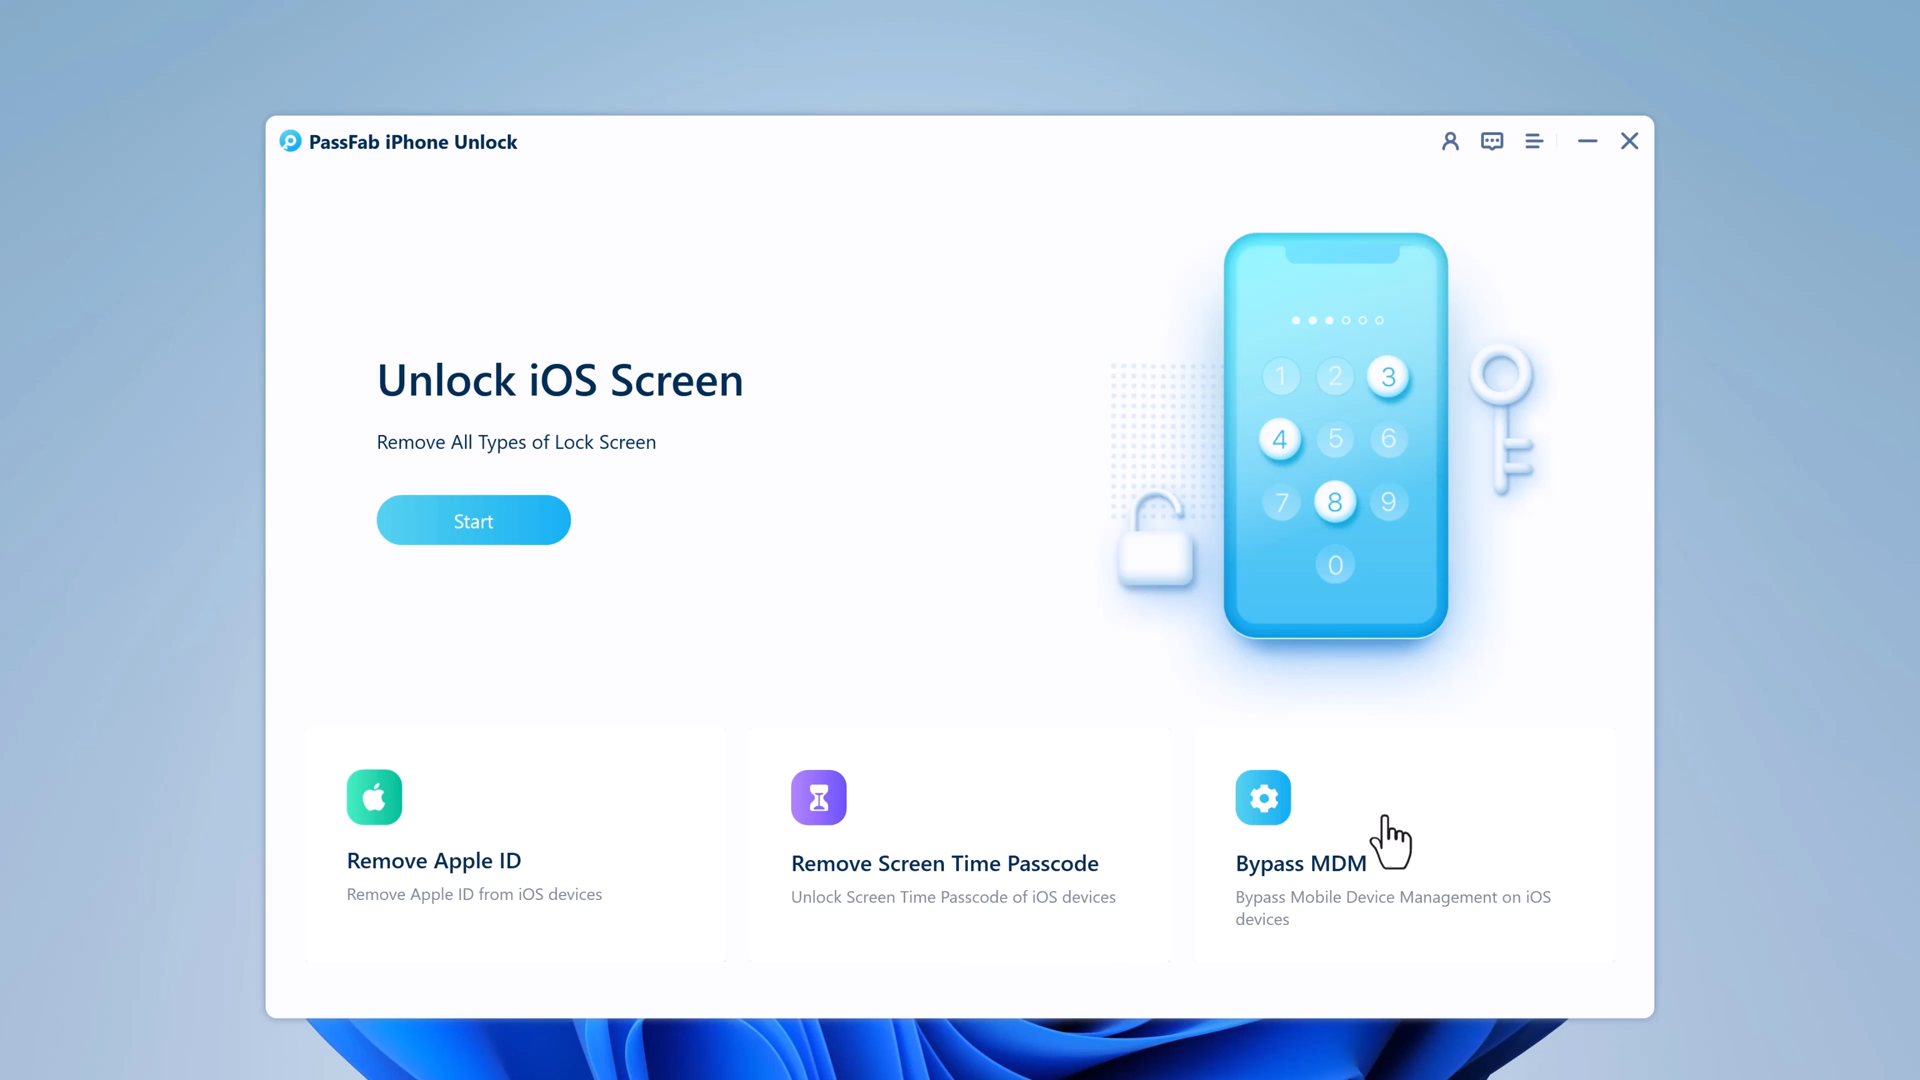 PassFab iPhone Unlock
Unlock iOS Screen
Remove All Types of Lock Screen
Start
1 2 3
4 5 6
7 8 9
0
Remove Apple ID
Remove Apple ID from iOS devices
Remove Screen Time Passcode
Unlock Screen Time Passcode of iOS devices
Bypass MDM
Bypass Mobile Device Management on iOS
devices